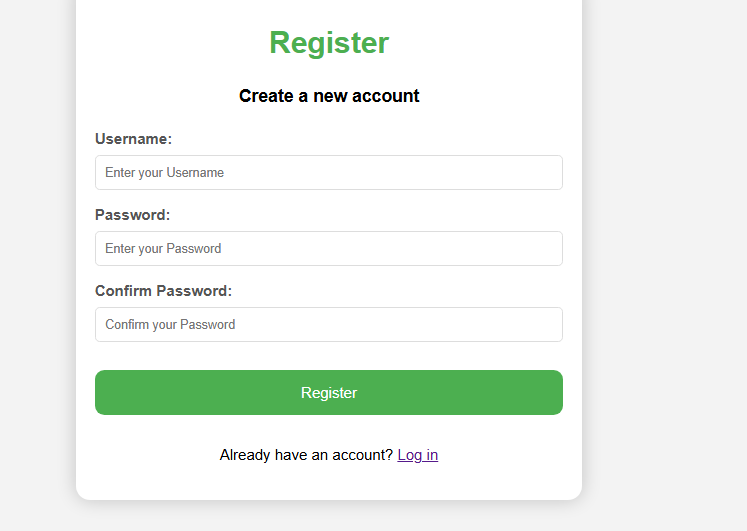 Register
Create a new account
Username:
Enter your Username
Password:
Enter your Password
Confirm Password:
Confirm your Password
Register
Already have an account? Log in